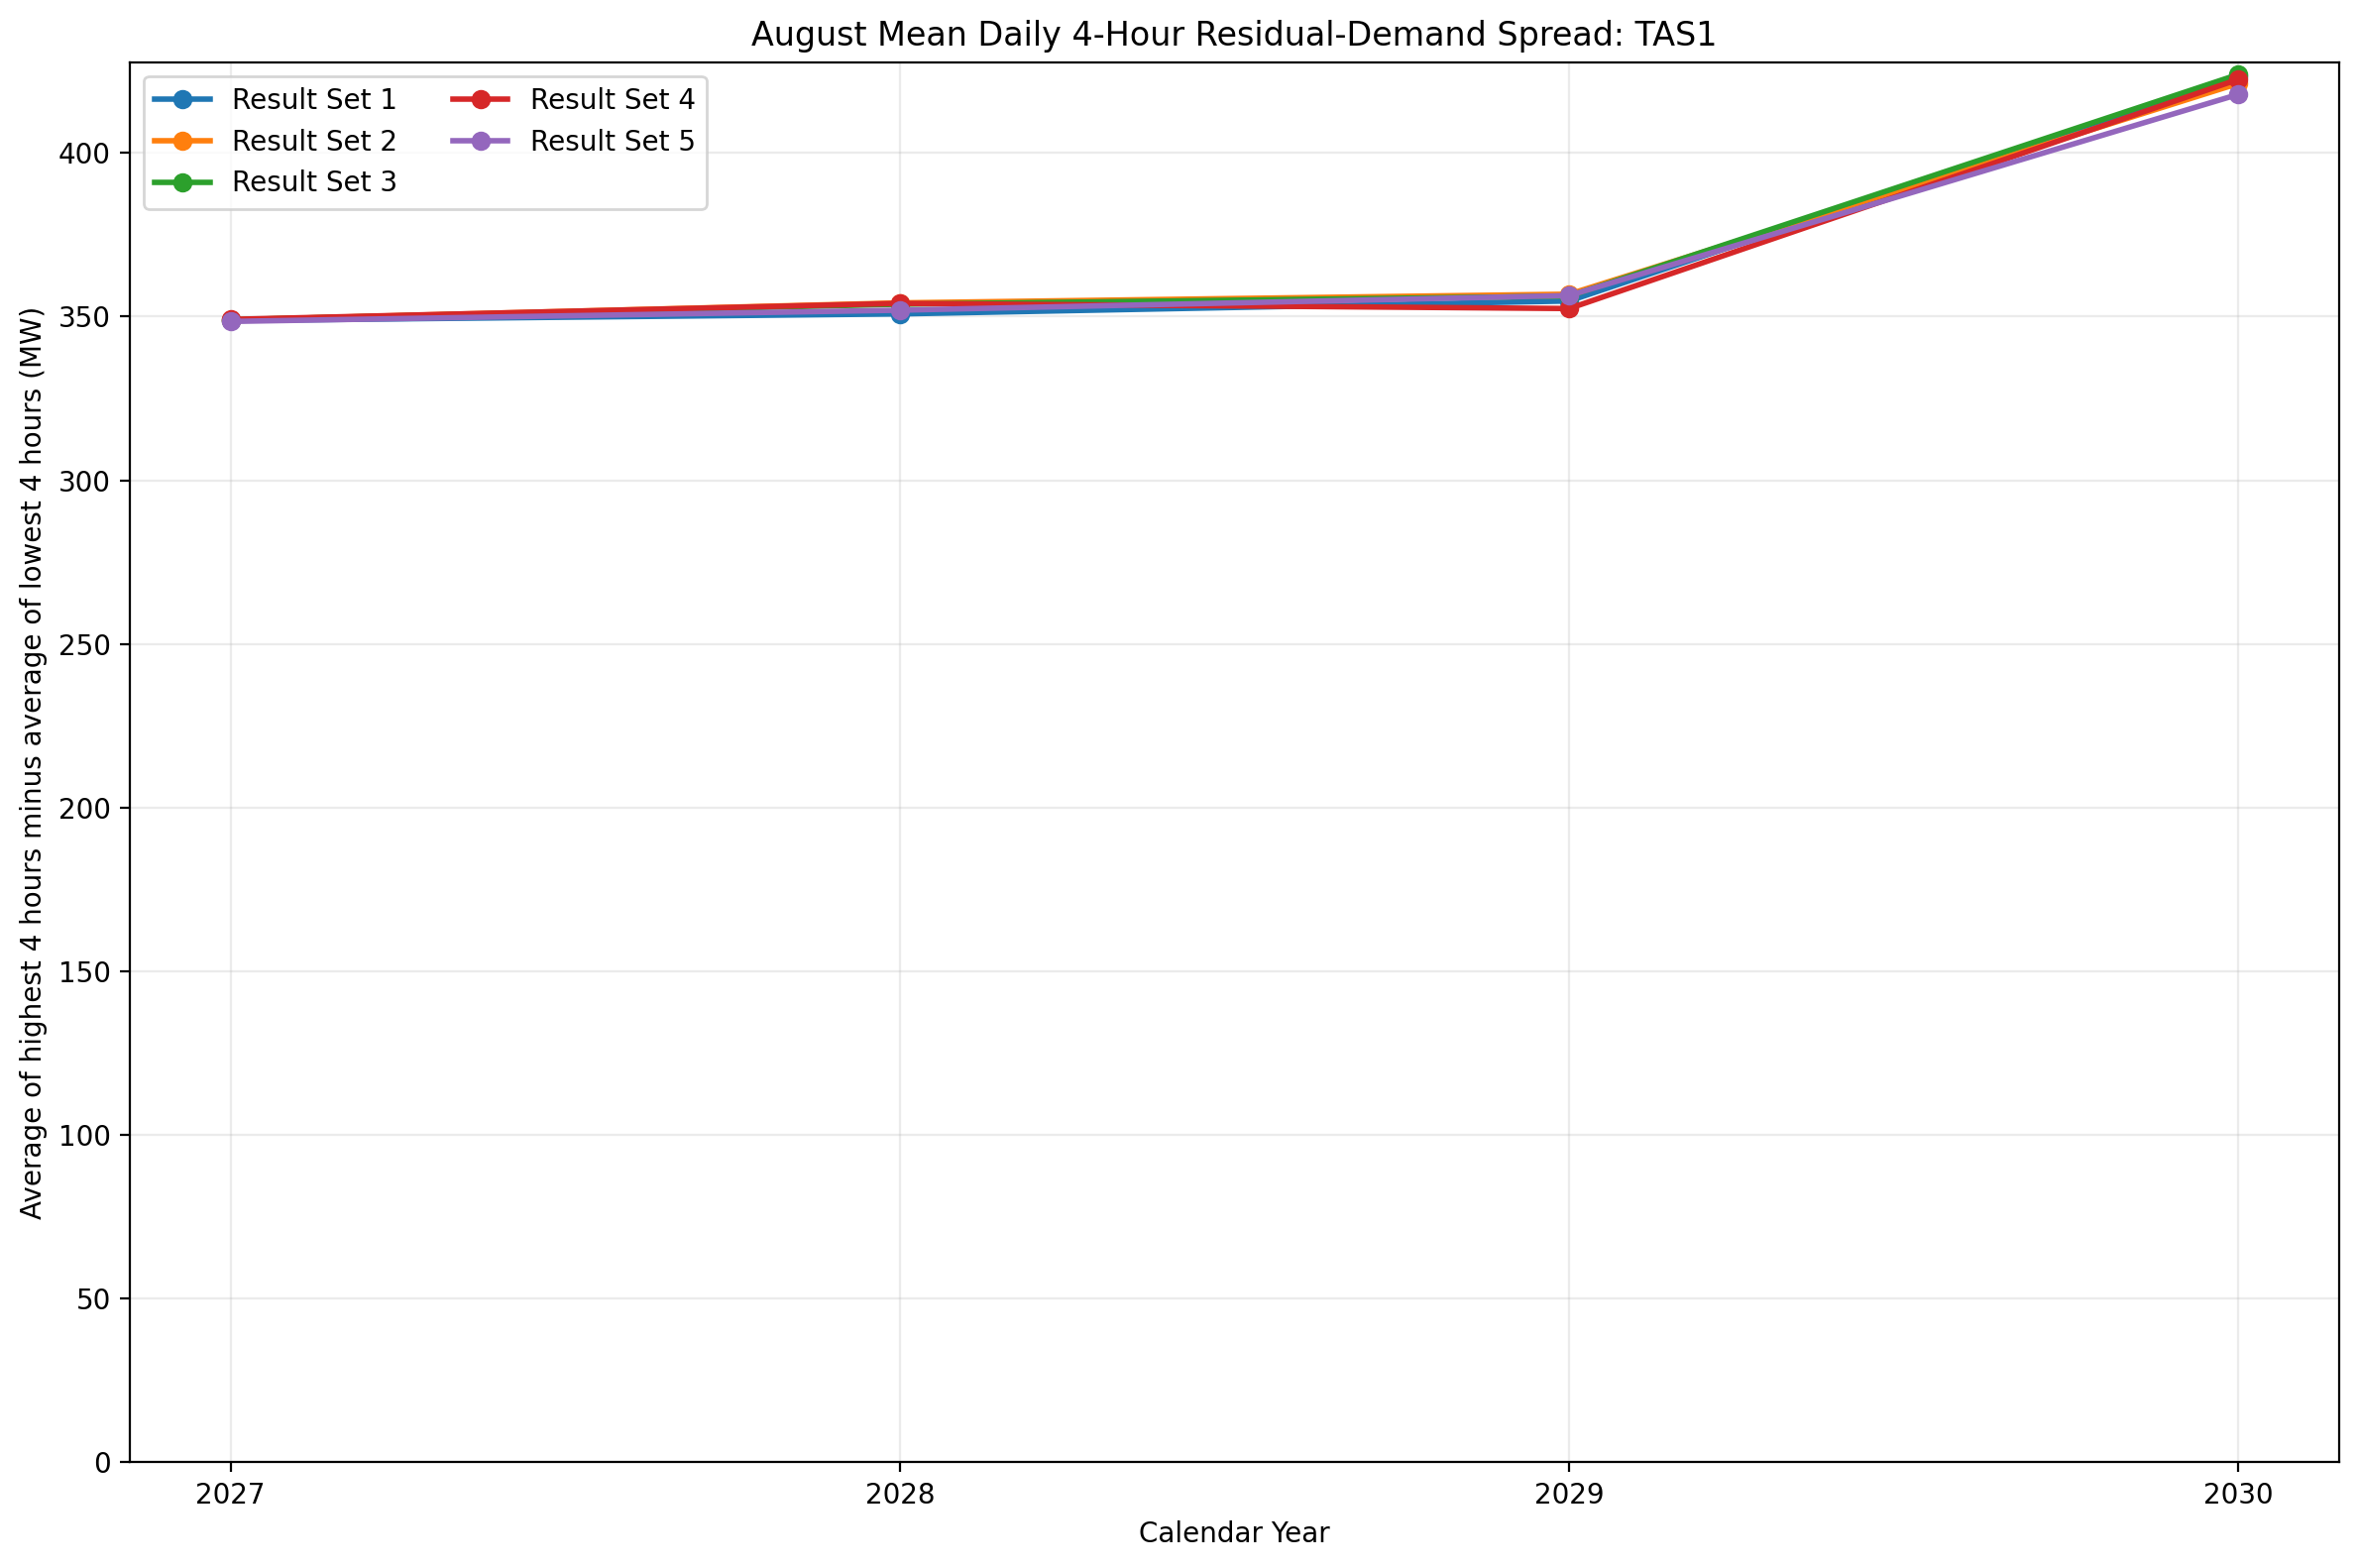 August Mean Daily 4-Hour Residual-Demand Spread: TAS1
Result Set 1
Result Set 2
Result Set 3
Result Set 4
Result Set 5
Average of highest 4 hours minus average of lowest 4 hours (MW)
400
350
300
250
200
150
100
50
0
2027
2028
2029
2030
Calendar Year